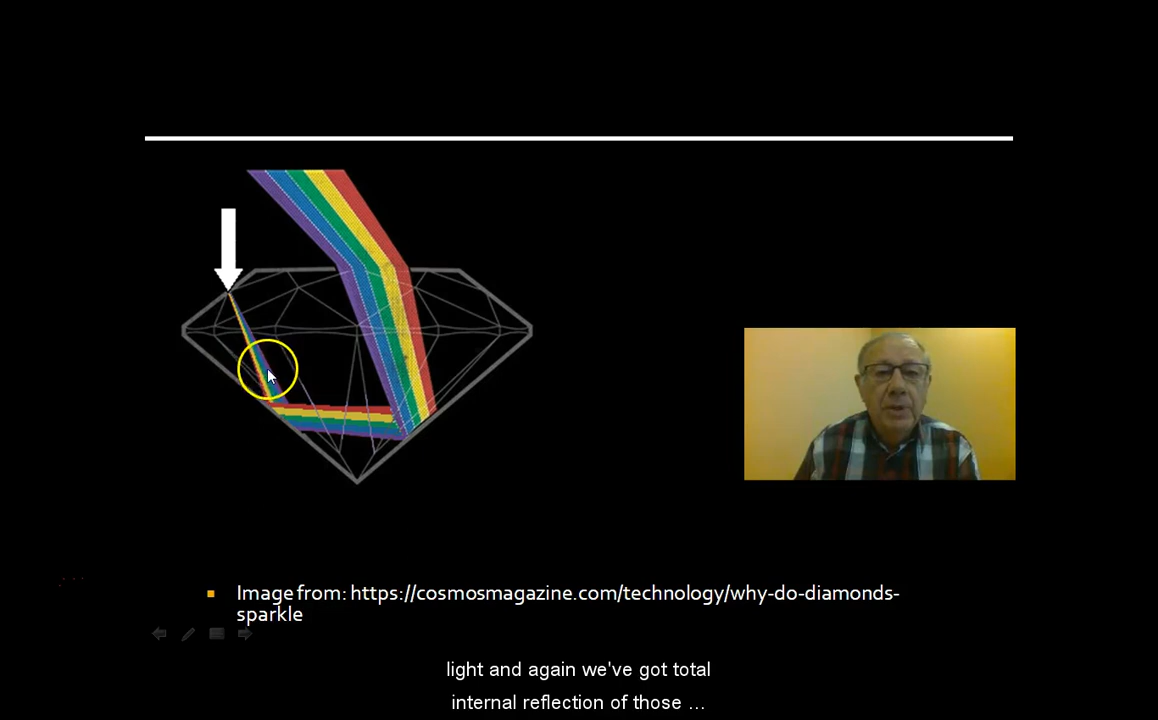 Image from: https://cosmosmagazine.com/technology/why-do-diamonds-
sparkle
light and again we've got total
internal reflection of those ...